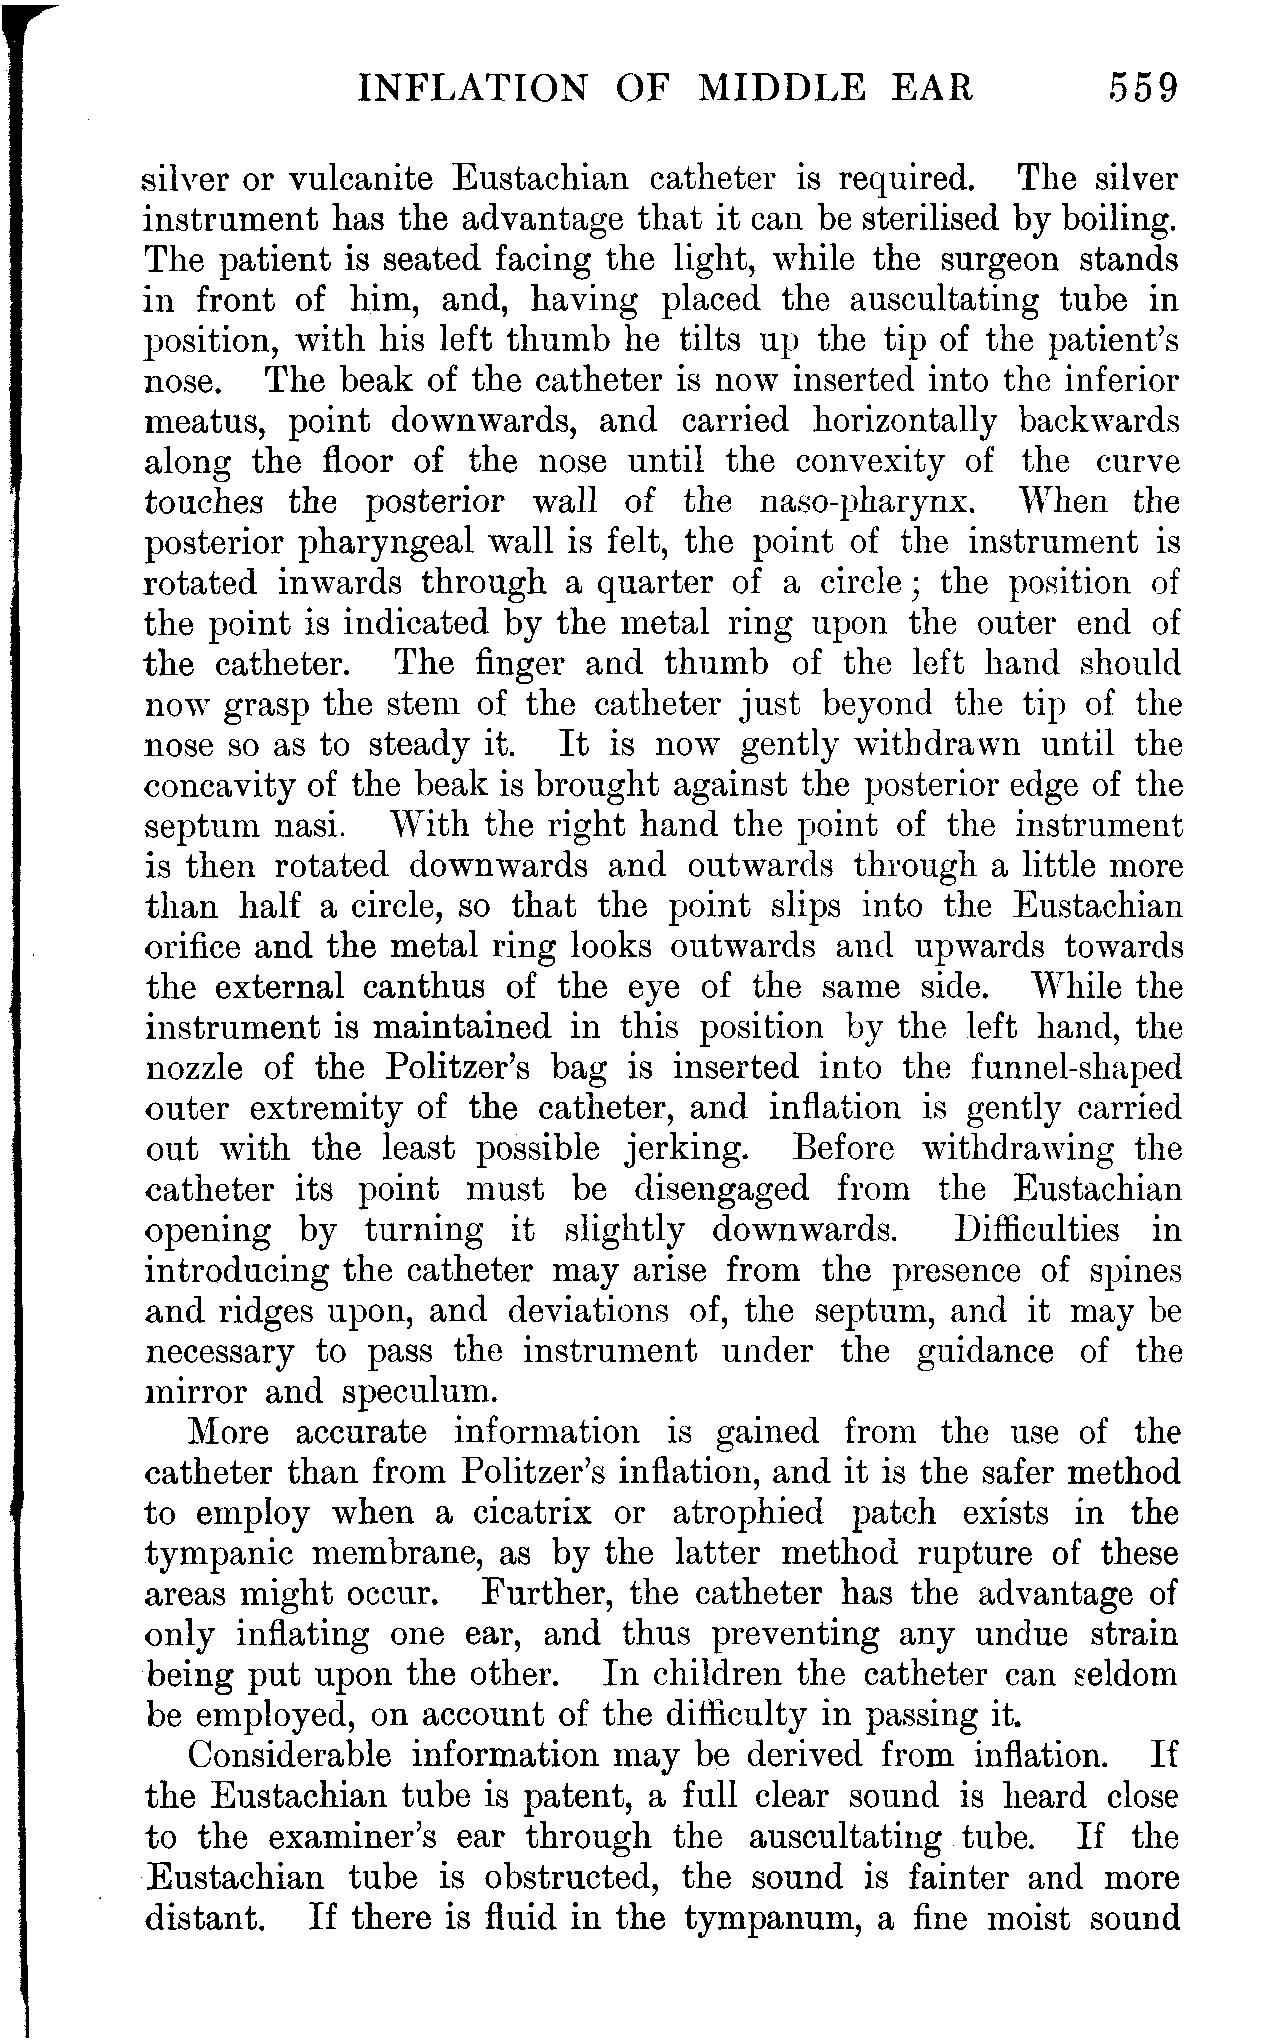 INFLATION OF MIDDLE EAR 559
silver or vulcanite Eustachian catheter is required. The silver
instrument has the advantage that it can be sterilised by boiling.
The patient is seated facing the light, while the surgeon stands
in front of him, and, having placed the auscultating tube in
position, with his left thumb he tilts up the tip of the patient's
nose. The beak of the catheter is now inserted into the inferior
meatus, point downwards, and carried horizontally backwards
along the floor of the nose until the convexity of the curve
touches the posterior wall of the naso-pharynx. When the
posterior pharyngeal wall is felt, the point of the instrument is
rotated inwards through a quarter of a circle; the position of
the point is indicated by the metal ring upon the outer end of
the catheter. The finger and thumb of the left hand should
now grasp the stem of the catheter just beyond the tip of the
nose so as to steady it. It is now gently withdrawn until the
concavity of the beak is brought against the posterior edge of the
septum nasi. With the right hand the point of the instrument
is then rotated downwards and outwards through a little more
than half a circle, so that the point slips into the Eustachian
orifice and the metal ring looks outwards and upwards towards
the external canthus of the eye of the same side. While the
instrument is maintained in this position by the left hand, the
nozzle of the Politzer's bag is inserted into the funnel-shaped
outer extremity of the catheter, and inflation is gently carried
out with the least possible jerking. Before withdrawing the
catheter its point must be disengaged from the Eustachian
opening by turning it slightly downwards. Difficulties in
introducing the catheter may arise from the presence of spines
and ridges upon, and deviations of, the septum, and it may be
necessary to pass the instrument under the guidance of the
mirror and speculum.
More accurate information is gained from the use of the
catheter than from Politzer's inflation, and it is the safer method
to employ when a cicatrix or atrophied patch exists in the
tympanic membrane, as by the latter method rupture of these
areas might occur. Further, the catheter has the advantage of
only inflating one ear, and thus preventing any undue strain
being put upon the other. In children the catheter can seldom
be employed, on account of the difficulty in passing it.
Considerable information may be derived from inflation. If
the Eustachian tube is patent, a full clear sound is heard close
to the examiner's ear through the auscultating tube. If the
Eustachian tube is obstructed, the sound is fainter and more
distant. If there is fluid in the tympanum, a fine moist sound